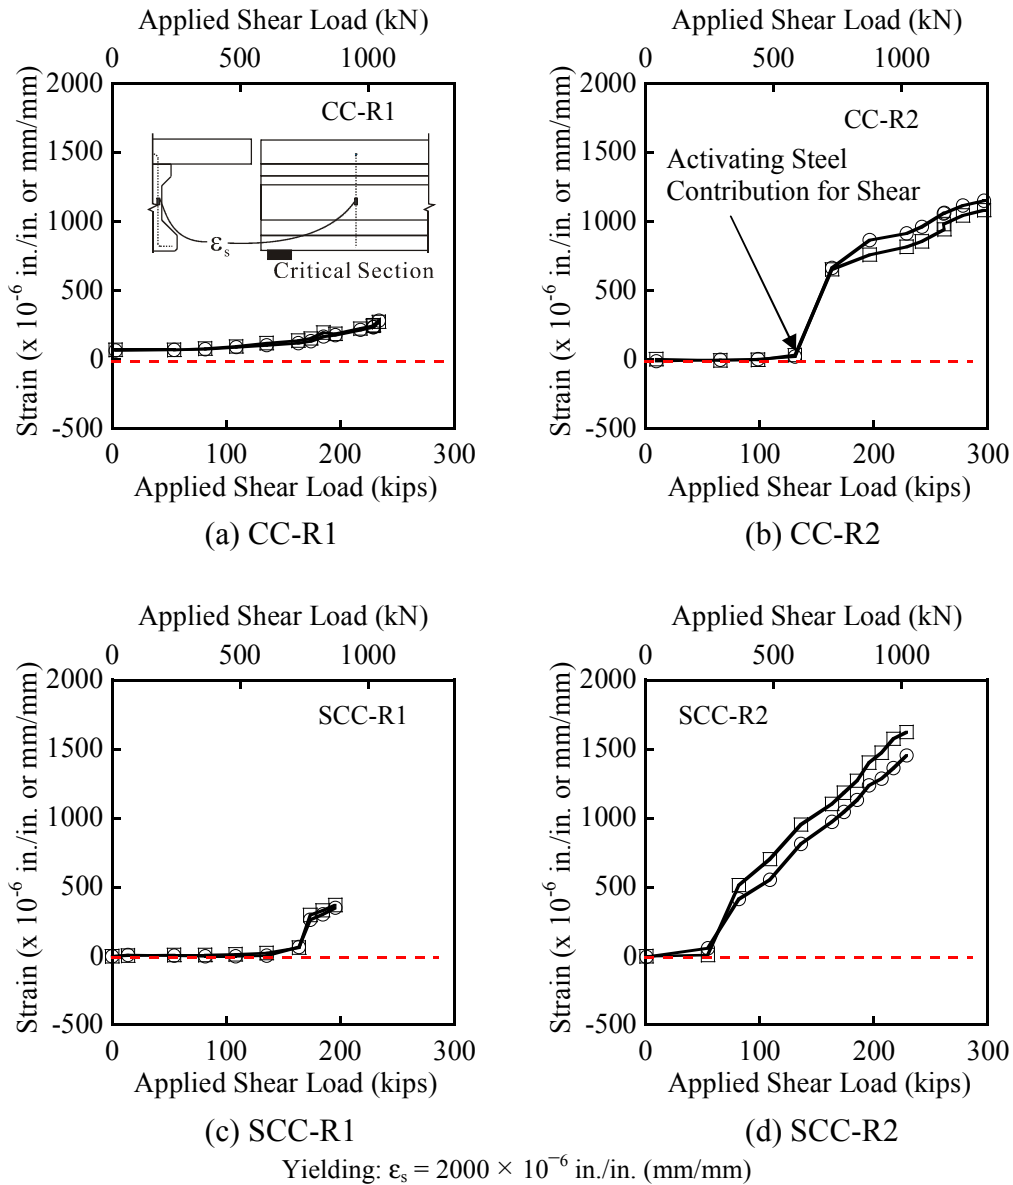 Applied Shear Load (kN)
0 500 1000
2000
1500
1000
500
0
-500
Strain (x 10⁻⁶ in./in. or mm/mm)
CC-R1
εs
Critical Section
0 100 200 300
Applied Shear Load (kips)
(a) CC-R1
Applied Shear Load (kN)
0 500 1000
2000
1500
1000
500
0
-500
Strain (x 10⁻⁶ in./in. or mm/mm)
CC-R2
Activating Steel
Contribution for Shear
0 100 200 300
Applied Shear Load (kips)
(b) CC-R2
Applied Shear Load (kN)
0 500 1000
2000
1500
1000
500
0
-500
Strain (x 10⁻⁶ in./in. or mm/mm)
SCC-R1
0 100 200 300
Applied Shear Load (kips)
(c) SCC-R1
Applied Shear Load (kN)
0 500 1000
2000
1500
1000
500
0
-500
Strain (x 10⁻⁶ in./in. or mm/mm)
SCC-R2
0 100 200 300
Applied Shear Load (kips)
(d) SCC-R2
Yielding: εs = 2000 × 10⁻⁶ in./in. (mm/mm)